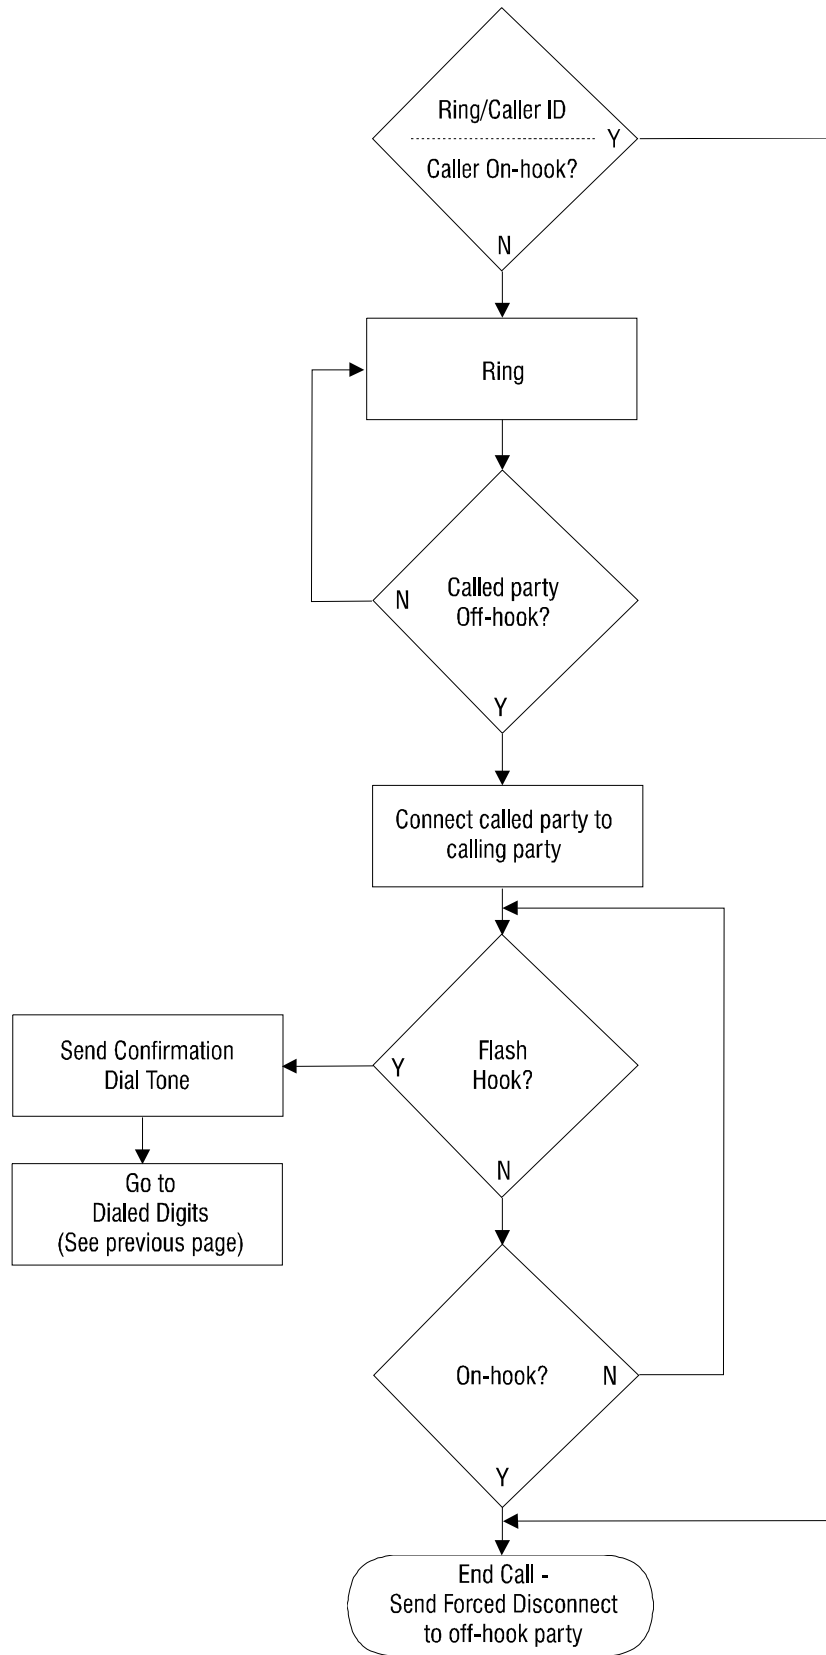 Ring/Caller ID
Y
Caller On-hook?
N
Ring
Called party
N
Off-hook?
Y
Connect called party to
calling party
Send Confirmation
Dial Tone
Y
Flash
Hook?
N
Go to
Dialed Digits
(See previous page)
On-hook?
N
Y
End Call -
Send Forced Disconnect
to off-hook party